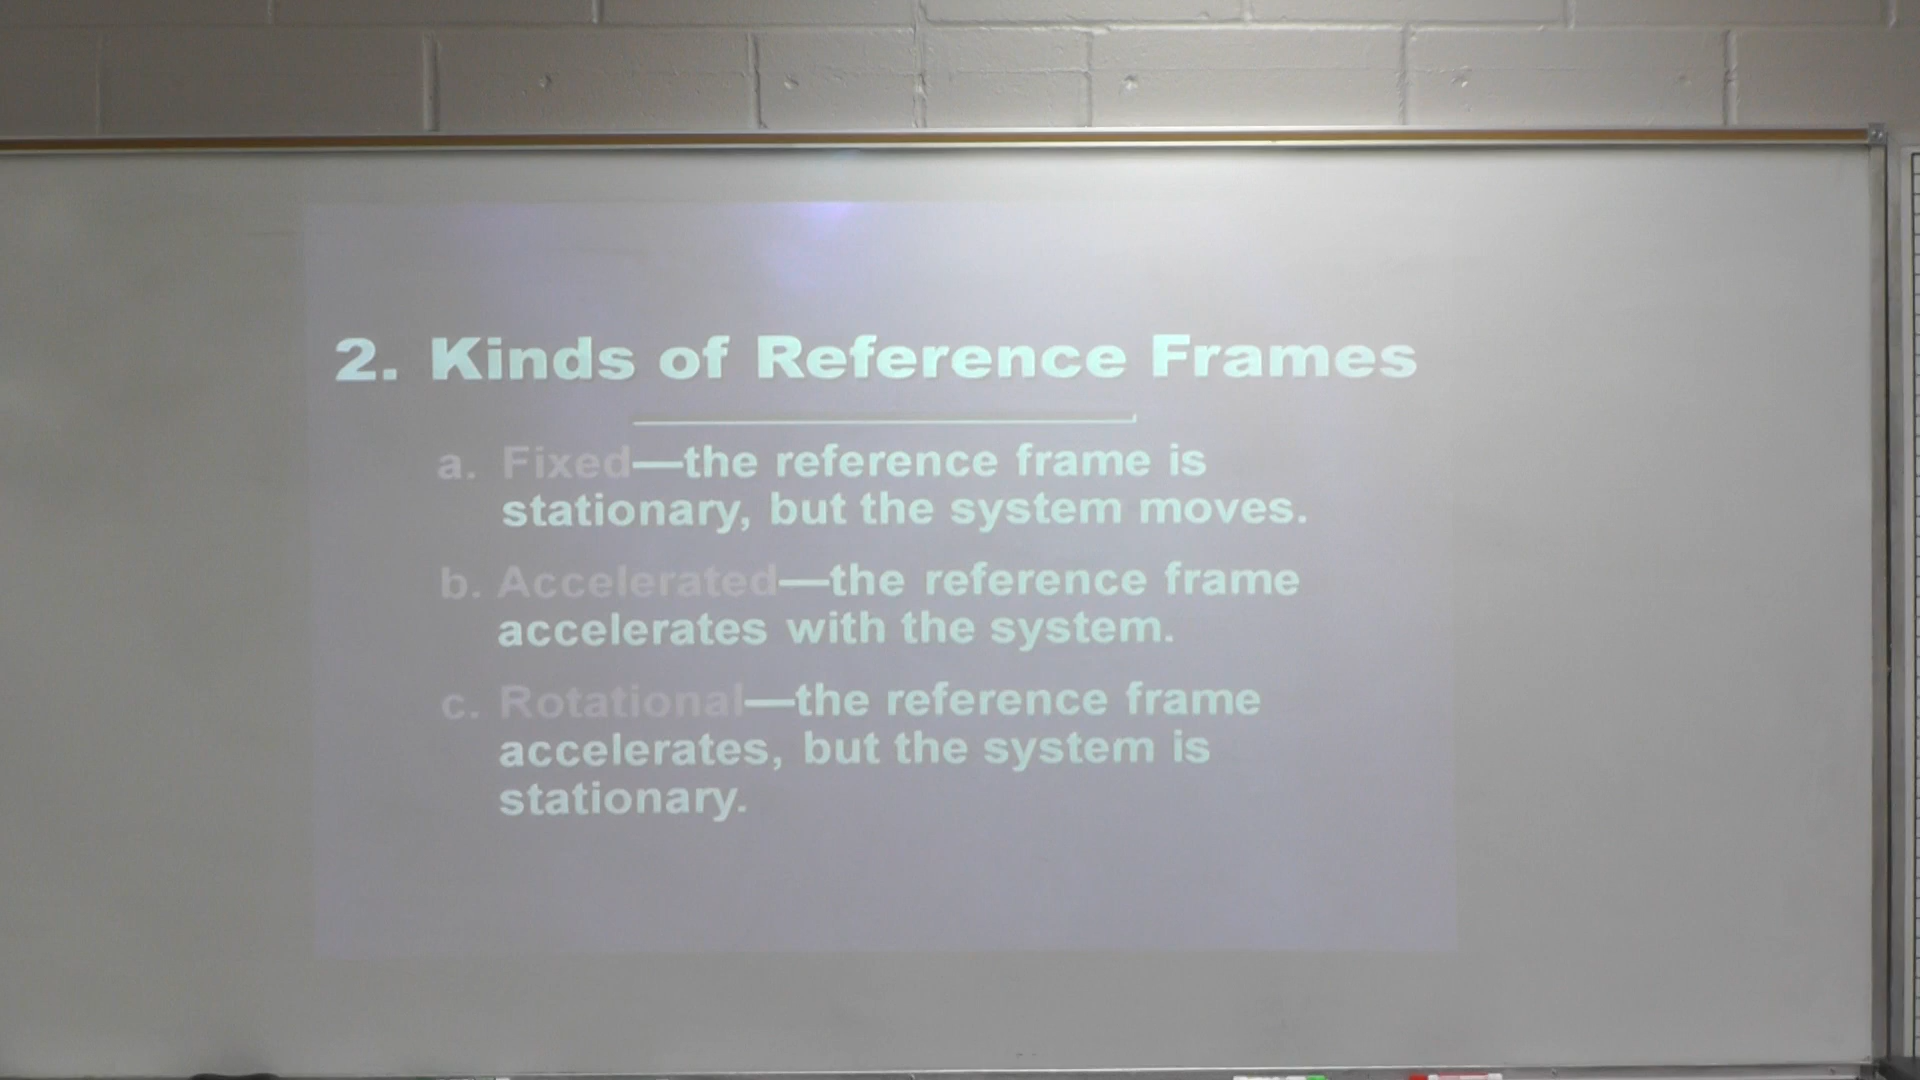 2. Kinds of Reference Frames
a. Fixed—the reference frame is
stationary, but the system moves.
b. Accelerated—the reference frame
accelerates with the system.
c. Rotational—the reference frame
accelerates, but the system is
stationary.